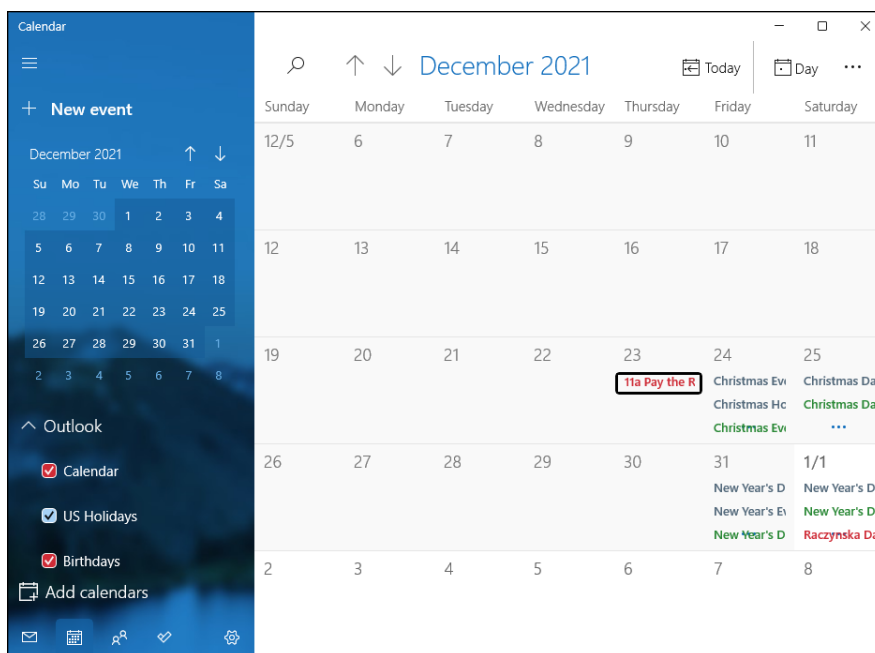 Calendar
New event
December 2021
Su Mo Tu We Th Fr Sa
28 29 30 1 2 3 4
5 6 7 8 9 10 11
12 13 14 15 16 17 18
19 20 21 22 23 24 25
26 27 28 29 30 31 1
2 3 4 5 6 7 8
Outlook
Calendar
US Holidays
Birthdays
Add calendars
December 2021 Today Day
Sunday Monday Tuesday Wednesday Thursday Friday Saturday
12/5 6 7 8 9 10 11
12 13 14 15 16 17 18
19 20 21 22 23 24 25
11a Pay the R Christmas Eve Christmas Da
Christmas Ho Christmas Da
Christmas Eve
26 27 28 29 30 31 1/1
New Year's D New Year's D
New Year's Ev New Year's D
New Year's D Raczynska Da
2 3 4 5 6 7 8